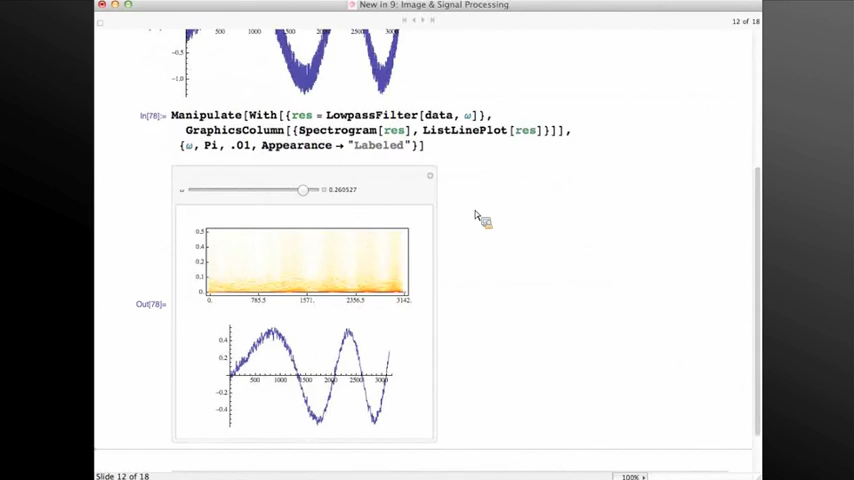 New in 9: Image & Signal Processing
12 of 18
500 1000 1500 2000 2500 3000
-0.5
-1.0
In[78]:= Manipulate[With[{res = LowpassFilter[data, ω]},
GraphicsColumn[{Spectrogram[res], ListLinePlot[res]}]],
{ω, Pi, .01, Appearance → "Labeled"}]
ω 0.260527
0.5
0.4
0.2
0.1
0.
0. 785.5 1571. 2356.5 3142.
Out[78]=
0.4
0.2
500 1000 1500 2000 2500 3000
-0.2
-0.4
Slide 12 of 18
100%